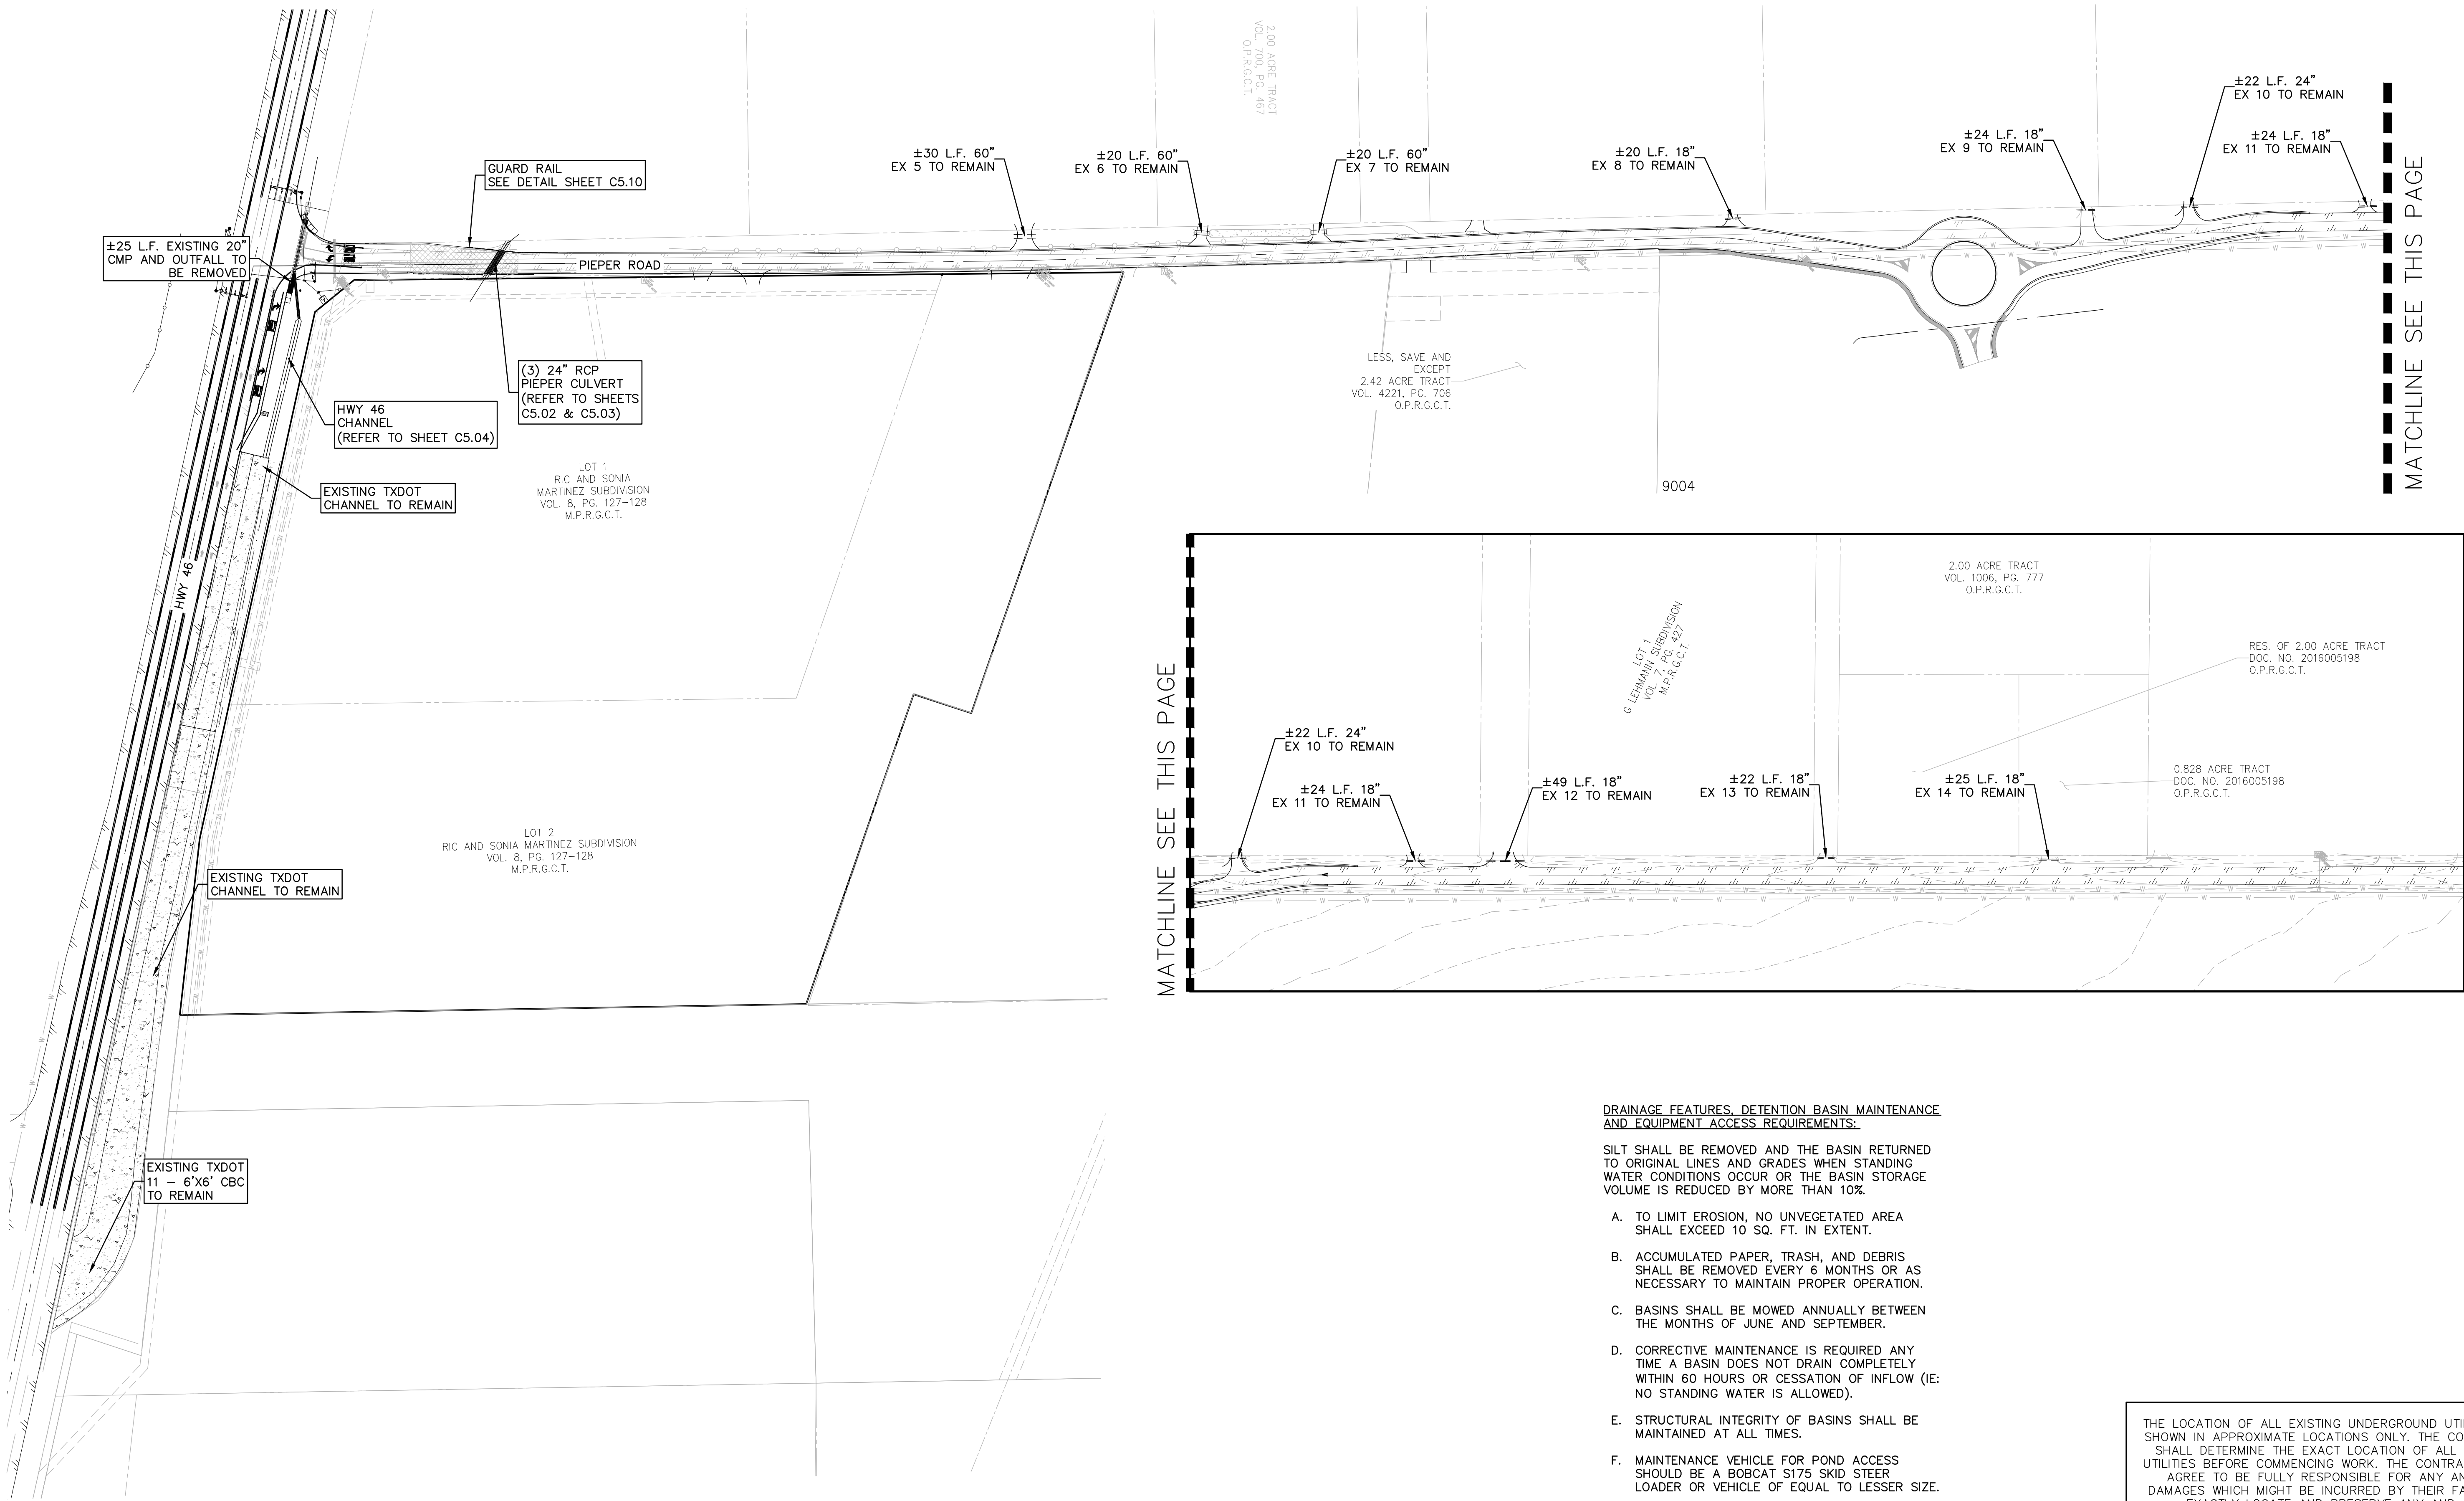 2.00 ACRE TRACT
VOL. 700, PG. 467
O.P.R.G.C.T.
±22 L.F. 24"
EX 10 TO REMAIN
±24 L.F. 18"
EX 9 TO REMAIN
±24 L.F. 18"
EX 11 TO REMAIN
±30 L.F. 60"
EX 5 TO REMAIN
±20 L.F. 60"
EX 6 TO REMAIN
±20 L.F. 60"
EX 7 TO REMAIN
±20 L.F. 18"
EX 8 TO REMAIN
GUARD RAIL
SEE DETAIL SHEET C5.10
±25 L.F. EXISTING 20"
CMP AND OUTFALL TO
BE REMOVED
PIEPER ROAD
MATCHLINE SEE THIS PAGE
(3) 24" RCP
PIEPER CULVERT
(REFER TO SHEETS
C5.02 & C5.03)
HWY 46
CHANNEL
(REFER TO SHEET C5.04)
LESS, SAVE AND
EXCEPT
2.42 ACRE TRACT
VOL. 4221, PG. 706
O.P.R.G.C.T.
9004
LOT 1
RIC AND SONIA
MARTINEZ SUBDIVISION
VOL. 8, PG. 127-128
M.P.R.G.C.T.
EXISTING TXDOT
CHANNEL TO REMAIN
HWY 46
MATCHLINE SEE THIS PAGE
2.00 ACRE TRACT
VOL. 1006, PG. 777
O.P.R.G.C.T.
LOT 1
G LEHMANN SUBDIVISION
VOL. 7, PG. 427
M.P.R.G.C.T.
RES. OF 2.00 ACRE TRACT
DOC. NO. 2016005198
O.P.R.G.C.T.
0.828 ACRE TRACT
DOC. NO. 2016005198
O.P.R.G.C.T.
±22 L.F. 24"
EX 10 TO REMAIN
±24 L.F. 18"
EX 11 TO REMAIN
±49 L.F. 18"
EX 12 TO REMAIN
±22 L.F. 18"
EX 13 TO REMAIN
±25 L.F. 18"
EX 14 TO REMAIN
LOT 2
RIC AND SONIA MARTINEZ SUBDIVISION
VOL. 8, PG. 127-128
M.P.R.G.C.T.
EXISTING TXDOT
CHANNEL TO REMAIN
EXISTING TXDOT
11 - 6'X6' CBC
TO REMAIN
DRAINAGE FEATURES, DETENTION BASIN MAINTENANCE
AND EQUIPMENT ACCESS REQUIREMENTS:
SILT SHALL BE REMOVED AND THE BASIN RETURNED
TO ORIGINAL LINES AND GRADES WHEN STANDING
WATER CONDITIONS OCCUR OR THE BASIN STORAGE
VOLUME IS REDUCED BY MORE THAN 10%.
A. TO LIMIT EROSION, NO UNVEGETATED AREA
SHALL EXCEED 10 SQ. FT. IN EXTENT.
B. ACCUMULATED PAPER, TRASH, AND DEBRIS
SHALL BE REMOVED EVERY 6 MONTHS OR AS
NECESSARY TO MAINTAIN PROPER OPERATION.
C. BASINS SHALL BE MOWED ANNUALLY BETWEEN
THE MONTHS OF JUNE AND SEPTEMBER.
D. CORRECTIVE MAINTENANCE IS REQUIRED ANY
TIME A BASIN DOES NOT DRAIN COMPLETELY
WITHIN 60 HOURS OR CESSATION OF INFLOW (IE:
NO STANDING WATER IS ALLOWED).
E. STRUCTURAL INTEGRITY OF BASINS SHALL BE
MAINTAINED AT ALL TIMES.
F. MAINTENANCE VEHICLE FOR POND ACCESS
SHOULD BE A BOBCAT S175 SKID STEER
LOADER OR VEHICLE OF EQUAL TO LESSER SIZE.
THE LOCATION OF ALL EXISTING UNDERGROUND
SHOWN IN APPROXIMATE LOCATIONS ONLY. THE
SHALL DETERMINE THE EXACT LOCATION OF ALL
UTILITIES BEFORE COMMENCING WORK. THE
AGREE TO BE FULLY RESPONSIBLE FOR ANY
DAMAGES WHICH MIGHT BE INCURRED BY THEIR